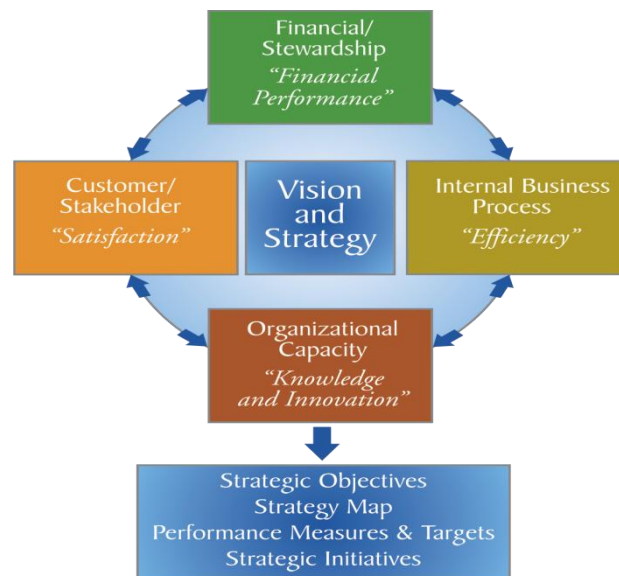 Financial/
Stewardship
“Financial
Performance”
Customer/
Stakeholder
“Satisfaction”
Vision
and
Strategy
Internal Business
Process
“Efficiency”
Organizational
Capacity
“Knowledge
and Innovation”
Strategic Objectives
Strategy Map
Performance Measures & Targets
Strategic Initiatives